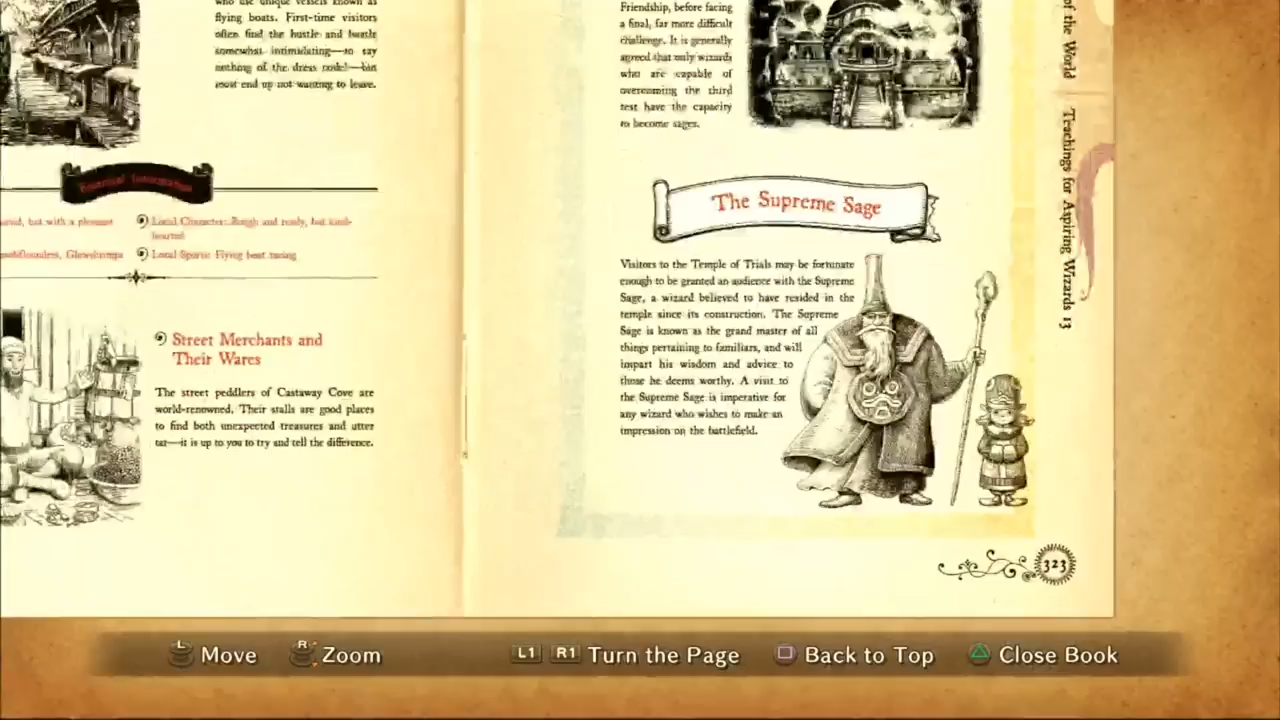 who use unique vessels known as
flying boats. First-time visitors
often find the hustle and bustle
somewhat intimidating—to say
nothing of the dress code!—but
most end up not wanting to leave.
Essential Information
but with a pleasant
Local Character: Rough and ready, but kind-
hearted
Local Sports: Flying boat racing
Street Merchants and
Their Wares
The street peddlers of Castaway Cove are
world-renowned. Their stalls are good places
to find both unexpected treasures and utter
tat—it is up to you to try and tell the difference.
Friendship, before facing
a final, far more difficult
challenge. It is generally
agreed that only wizards
who are capable of
overcoming the third
test have the capacity
to become sages.
The Supreme Sage
Visitors to the Temple of Trials may be fortunate
enough to be granted an audience with the Supreme
Sage, a wizard believed to have resided in the
temple since its construction. The Supreme
Sage is known as the grand master of all
things pertaining to familiars, and will
impart his wisdom and advice to
those he deems worthy. A visit to
the Supreme Sage is imperative for
any wizard who wishes to make an
impression on the battlefield.
of the World
Teachings for Aspiring Wizards 13
323
L Move R Zoom L1 R1 Turn the Page Back to Top Close Book